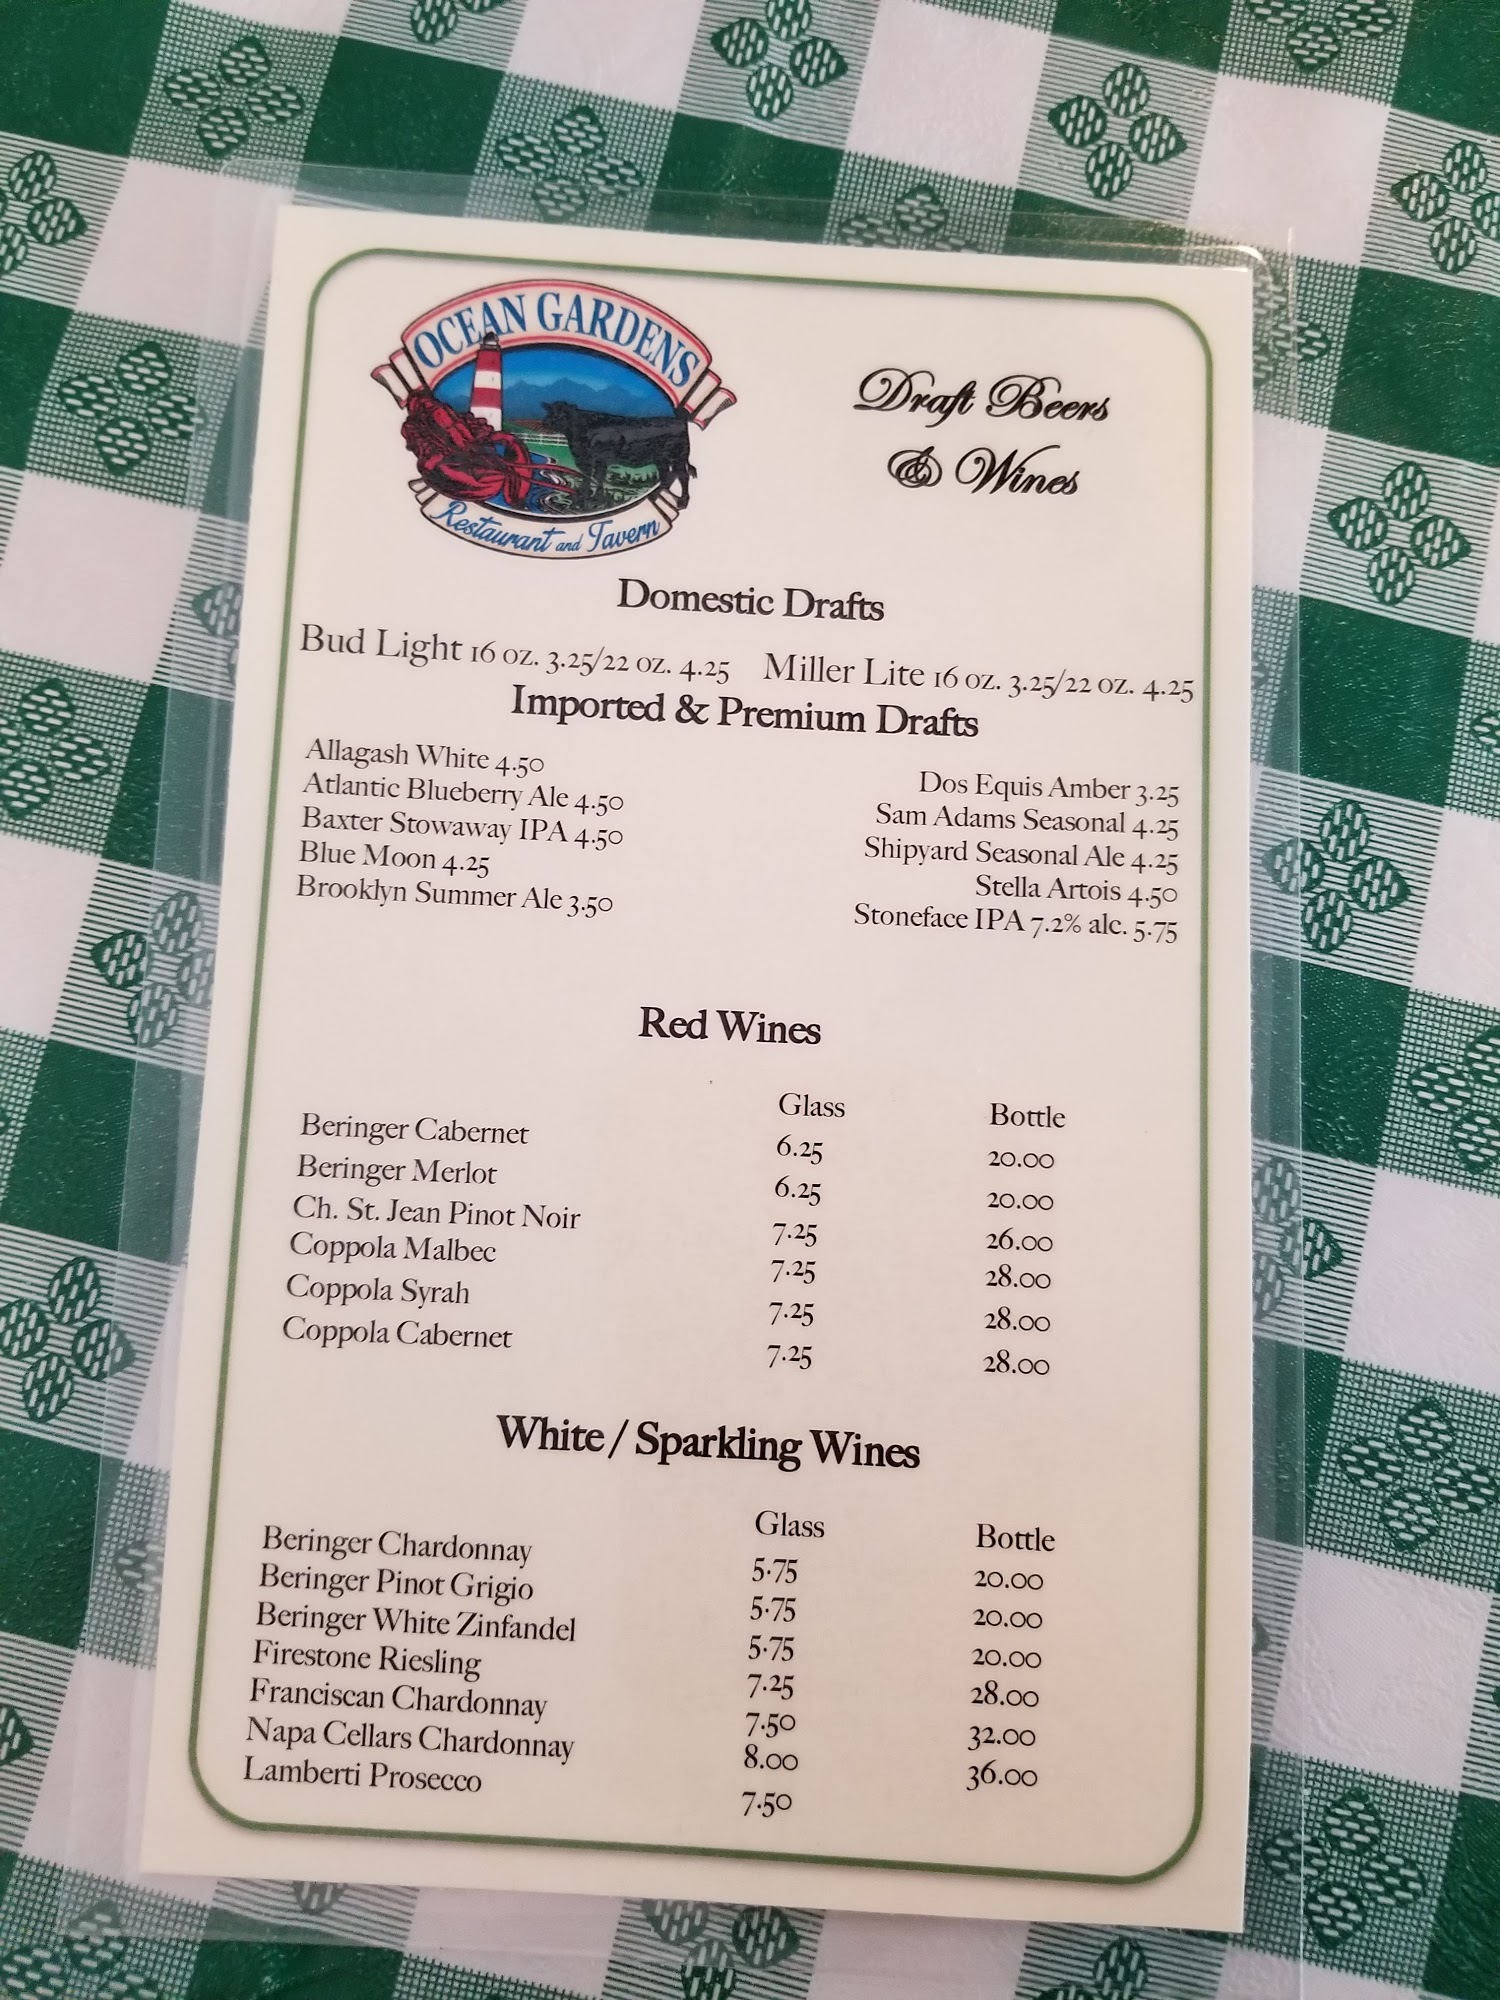 OCEAN GARDENS
Restaurant and Tavern
Draft Beers
& Wines
Domestic Drafts
Bud Light 16 oz. 3.25/22 oz. 4.25 Miller Lite 16 oz. 3.25/22 oz. 4.25
Imported & Premium Drafts
Allagash White 4.50
Atlantic Blueberry Ale 4.50
Baxter Stowaway IPA 4.50
Blue Moon 4.25
Brooklyn Summer Ale 3.50
Dos Equis Amber 3.25
Sam Adams Seasonal 4.25
Shipyard Seasonal Ale 4.25
Stella Artois 4.50
Stoneface IPA 7.2% alc. 5.75
Red Wines
Glass Bottle
Beringer Cabernet 6.25 20.00
Beringer Merlot 6.25 20.00
Ch. St. Jean Pinot Noir 7.25 26.00
Coppola Malbec 7.25 28.00
Coppola Syrah 7.25 28.00
Coppola Cabernet 7.25 28.00
White / Sparkling Wines
Glass Bottle
Beringer Chardonnay 5.75 20.00
Beringer Pinot Grigio 5.75 20.00
Beringer White Zinfandel 5.75 20.00
Firestone Riesling 7.25 28.00
Franciscan Chardonnay 7.50 32.00
Napa Cellars Chardonnay 8.00 36.00
Lamberti Prosecco 7.50